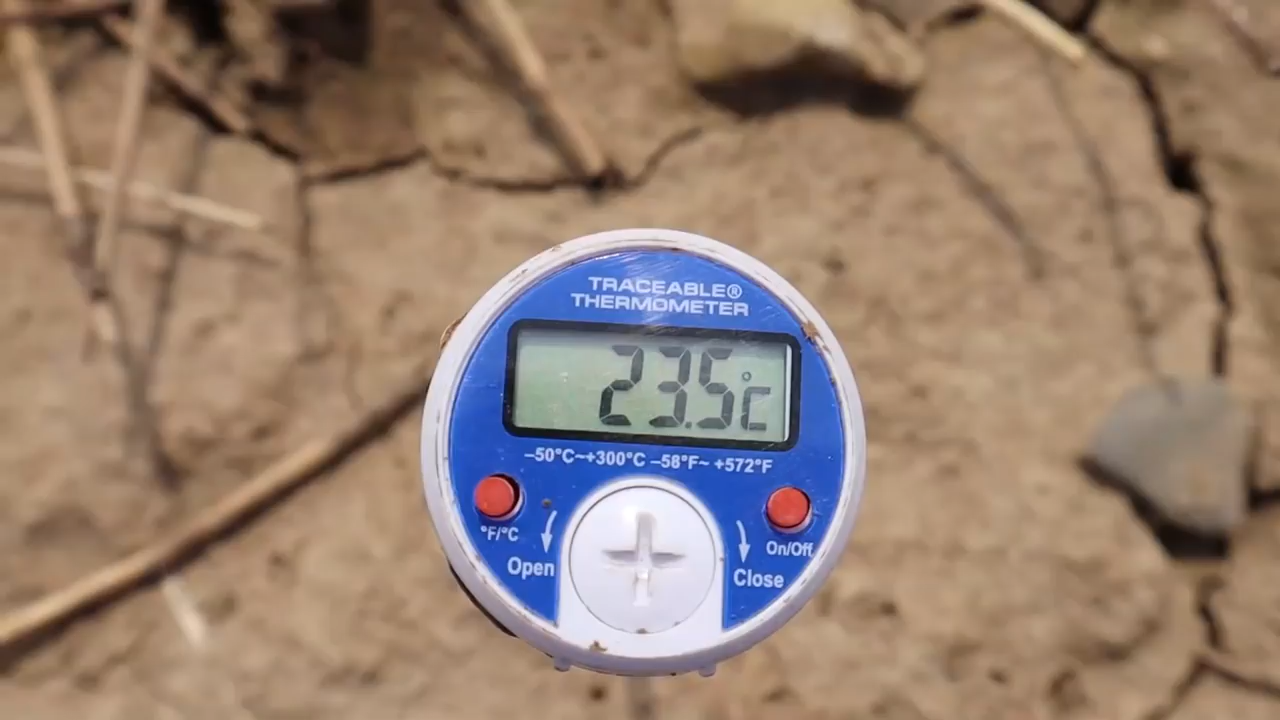 TRACEABLE®
THERMOMETER
23.5°C
–50°C~+300°C –58°F~ +572°F
°F/°C
On/Off
Open
Close